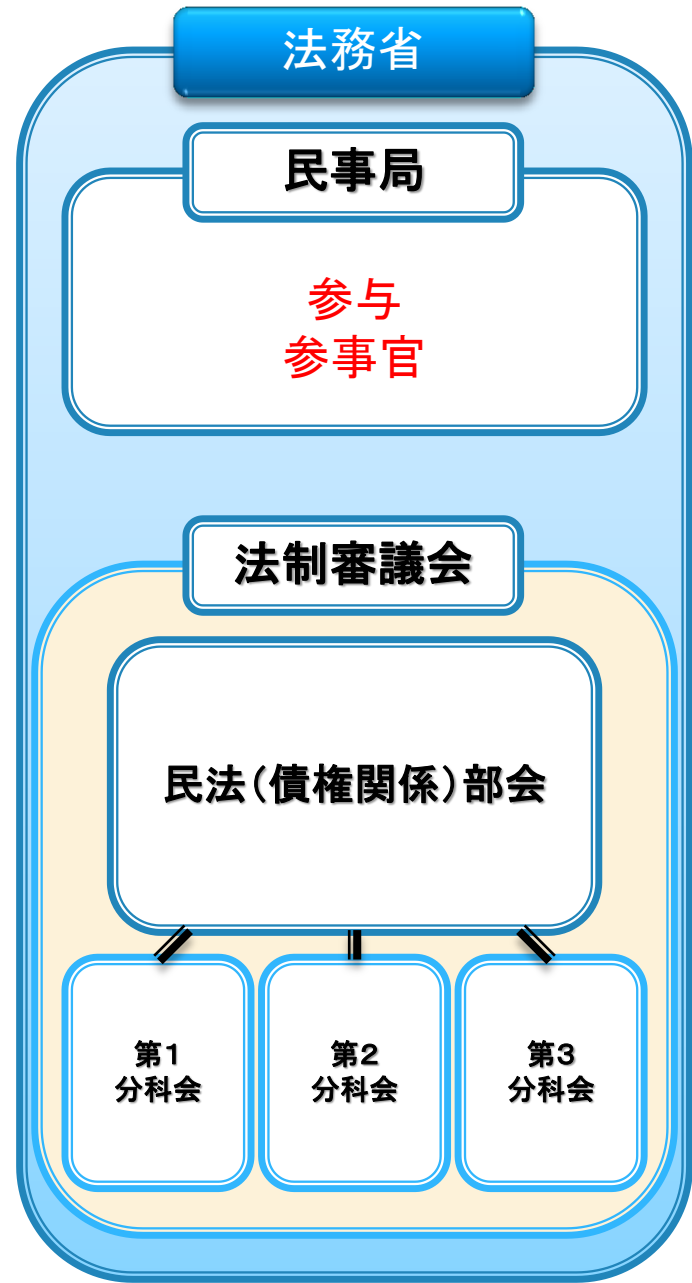 法務省
民事局
参与
参事官
法制審議会
民法（債権関係）部会
第１
分科会
第２
分科会
第３
分科会